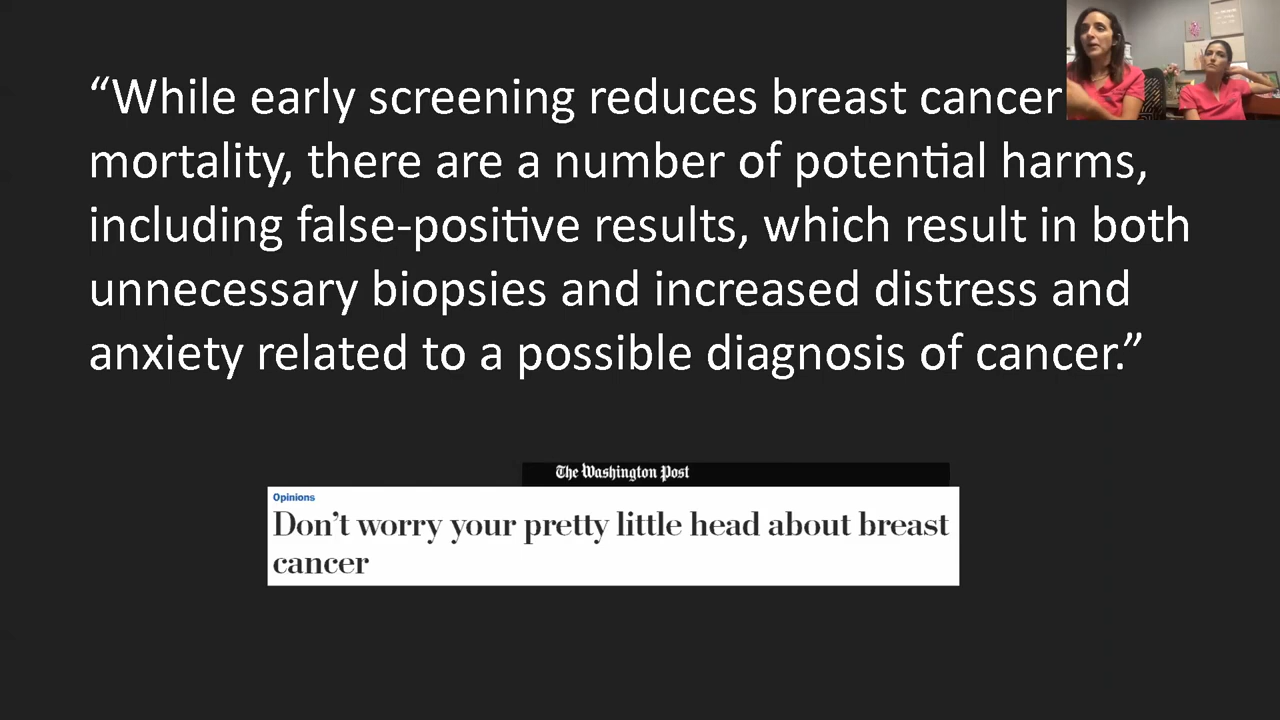 “While early screening reduces breast cancer
mortality, there are a number of potential harms,
including false-positive results, which result in both
unnecessary biopsies and increased distress and
anxiety related to a possible diagnosis of cancer.”
The Washington Post
Opinions
Don’t worry your pretty little head about breast
cancer